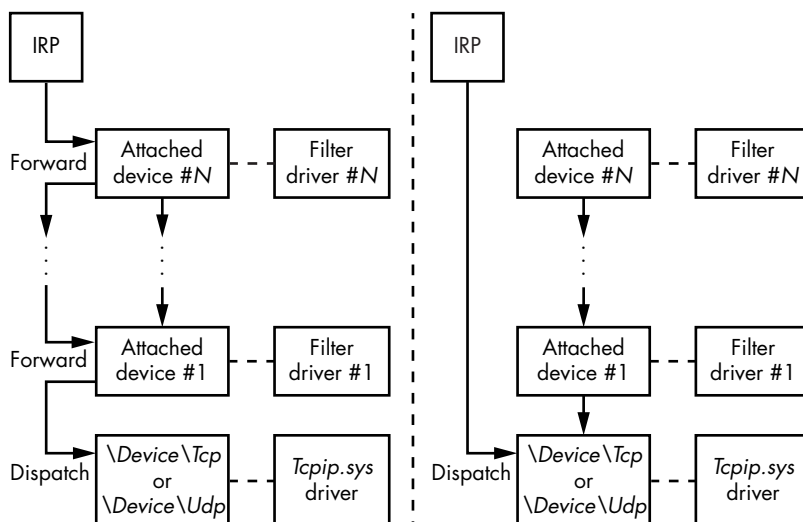 IRP
Forward
Attached
device #N
Filter
driver #N
Forward
Attached
device #1
Filter
driver #1
Dispatch
\Device\Tcp
or
\Device\Udp
Tcpip.sys
driver
IRP
Attached
device #N
Filter
driver #N
Attached
device #1
Filter
driver #1
Dispatch
\Device\Tcp
or
\Device\Udp
Tcpip.sys
driver